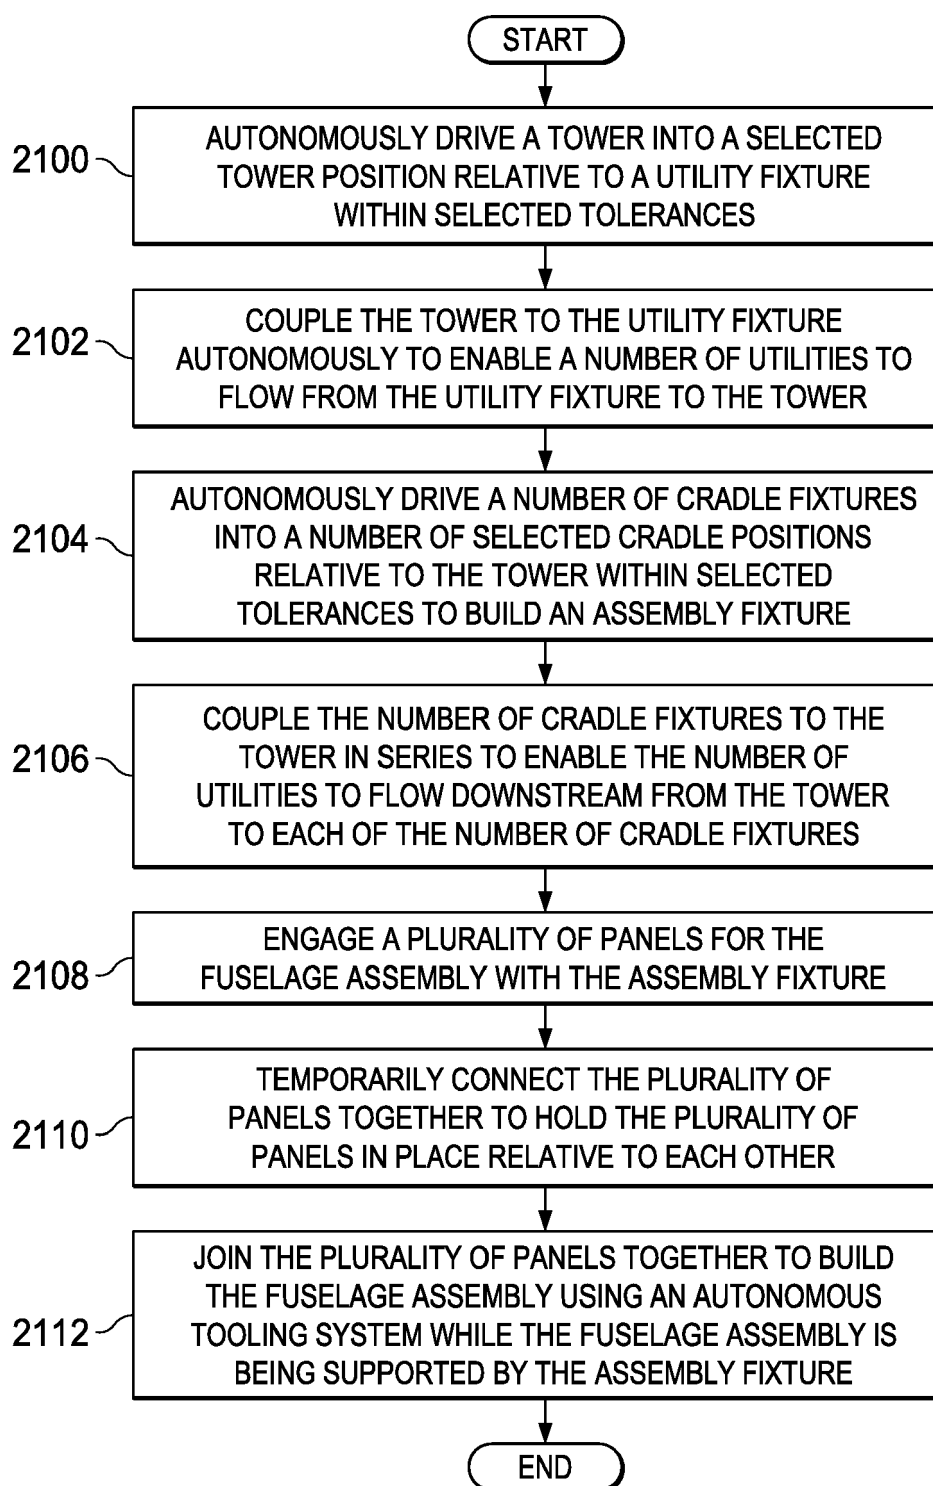 START
2100
AUTONOMOUSLY DRIVE A TOWER INTO A SELECTED
TOWER POSITION RELATIVE TO A UTILITY FIXTURE
WITHIN SELECTED TOLERANCES
2102
COUPLE THE TOWER TO THE UTILITY FIXTURE
AUTONOMOUSLY TO ENABLE A NUMBER OF UTILITIES TO
FLOW FROM THE UTILITY FIXTURE TO THE TOWER
2104
AUTONOMOUSLY DRIVE A NUMBER OF CRADLE FIXTURES
INTO A NUMBER OF SELECTED CRADLE POSITIONS
RELATIVE TO THE TOWER WITHIN SELECTED
TOLERANCES TO BUILD AN ASSEMBLY FIXTURE
2106
COUPLE THE NUMBER OF CRADLE FIXTURES TO THE
TOWER IN SERIES TO ENABLE THE NUMBER OF
UTILITIES TO FLOW DOWNSTREAM FROM THE TOWER
TO EACH OF THE NUMBER OF CRADLE FIXTURES
2108
ENGAGE A PLURALITY OF PANELS FOR THE
FUSELAGE ASSEMBLY WITH THE ASSEMBLY FIXTURE
2110
TEMPORARILY CONNECT THE PLURALITY OF
PANELS TOGETHER TO HOLD THE PLURALITY OF
PANELS IN PLACE RELATIVE TO EACH OTHER
2112
JOIN THE PLURALITY OF PANELS TOGETHER TO BUILD
THE FUSELAGE ASSEMBLY USING AN AUTONOMOUS
TOOLING SYSTEM WHILE THE FUSELAGE ASSEMBLY IS
BEING SUPPORTED BY THE ASSEMBLY FIXTURE
END